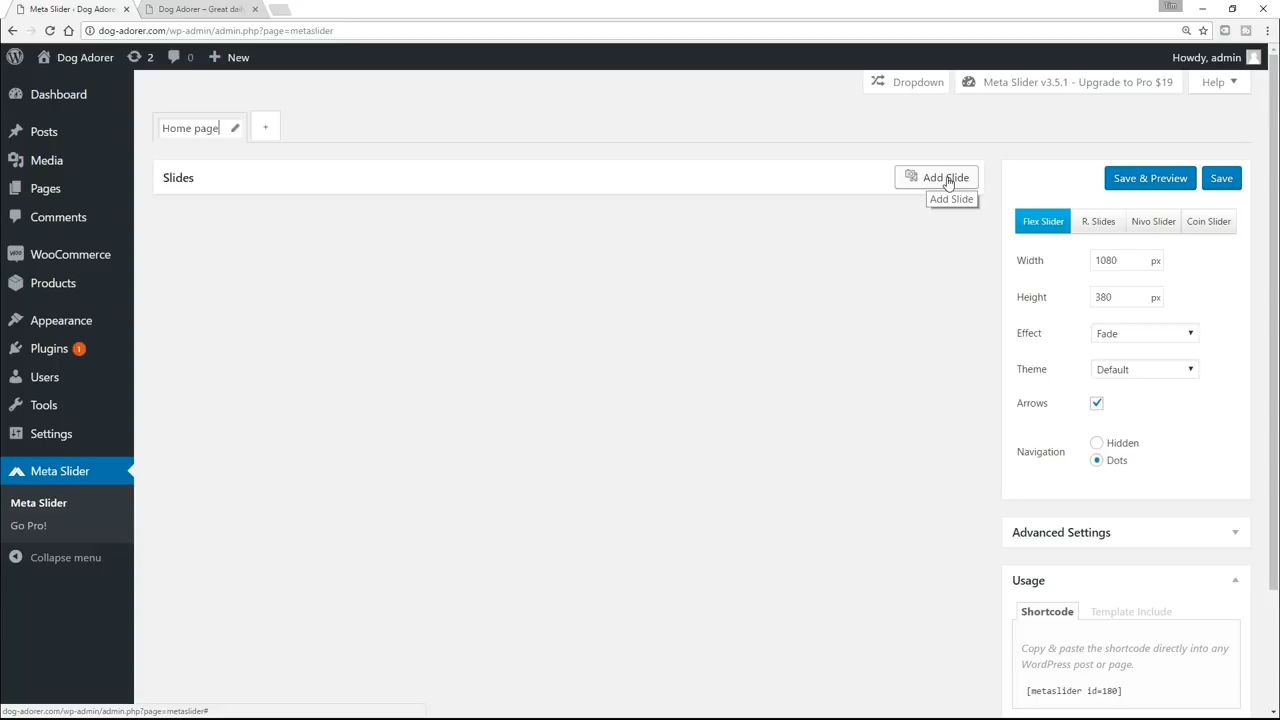 Meta Slider ‹ Dog Adore
Dog Adorer – Great dail
Tim
dog-adorer.com/wp-admin/admin.php?page=metaslider
Dog Adorer
2
0
New
Howdy, admin
Dashboard
Posts
Media
Pages
Comments
WooCommerce
Products
Appearance
Plugins 1
Users
Tools
Settings
Meta Slider
Meta Slider
Go Pro!
Collapse menu
Dropdown
Meta Slider v3.5.1 - Upgrade to Pro $19
Help
Home page
+
Slides
Add Slide
Add Slide
Save & Preview
Save
Flex Slider
R. Slides
Nivo Slider
Coin Slider
Width 1080 px
Height 380 px
Effect Fade
Theme Default
Arrows
Navigation
Hidden
Dots
Advanced Settings
Usage
Shortcode
Template Include
Copy & paste the shortcode directly into any
WordPress post or page.
[metaslider id=180]
dog-adorer.com/wp-admin/admin.php?page=metaslider#